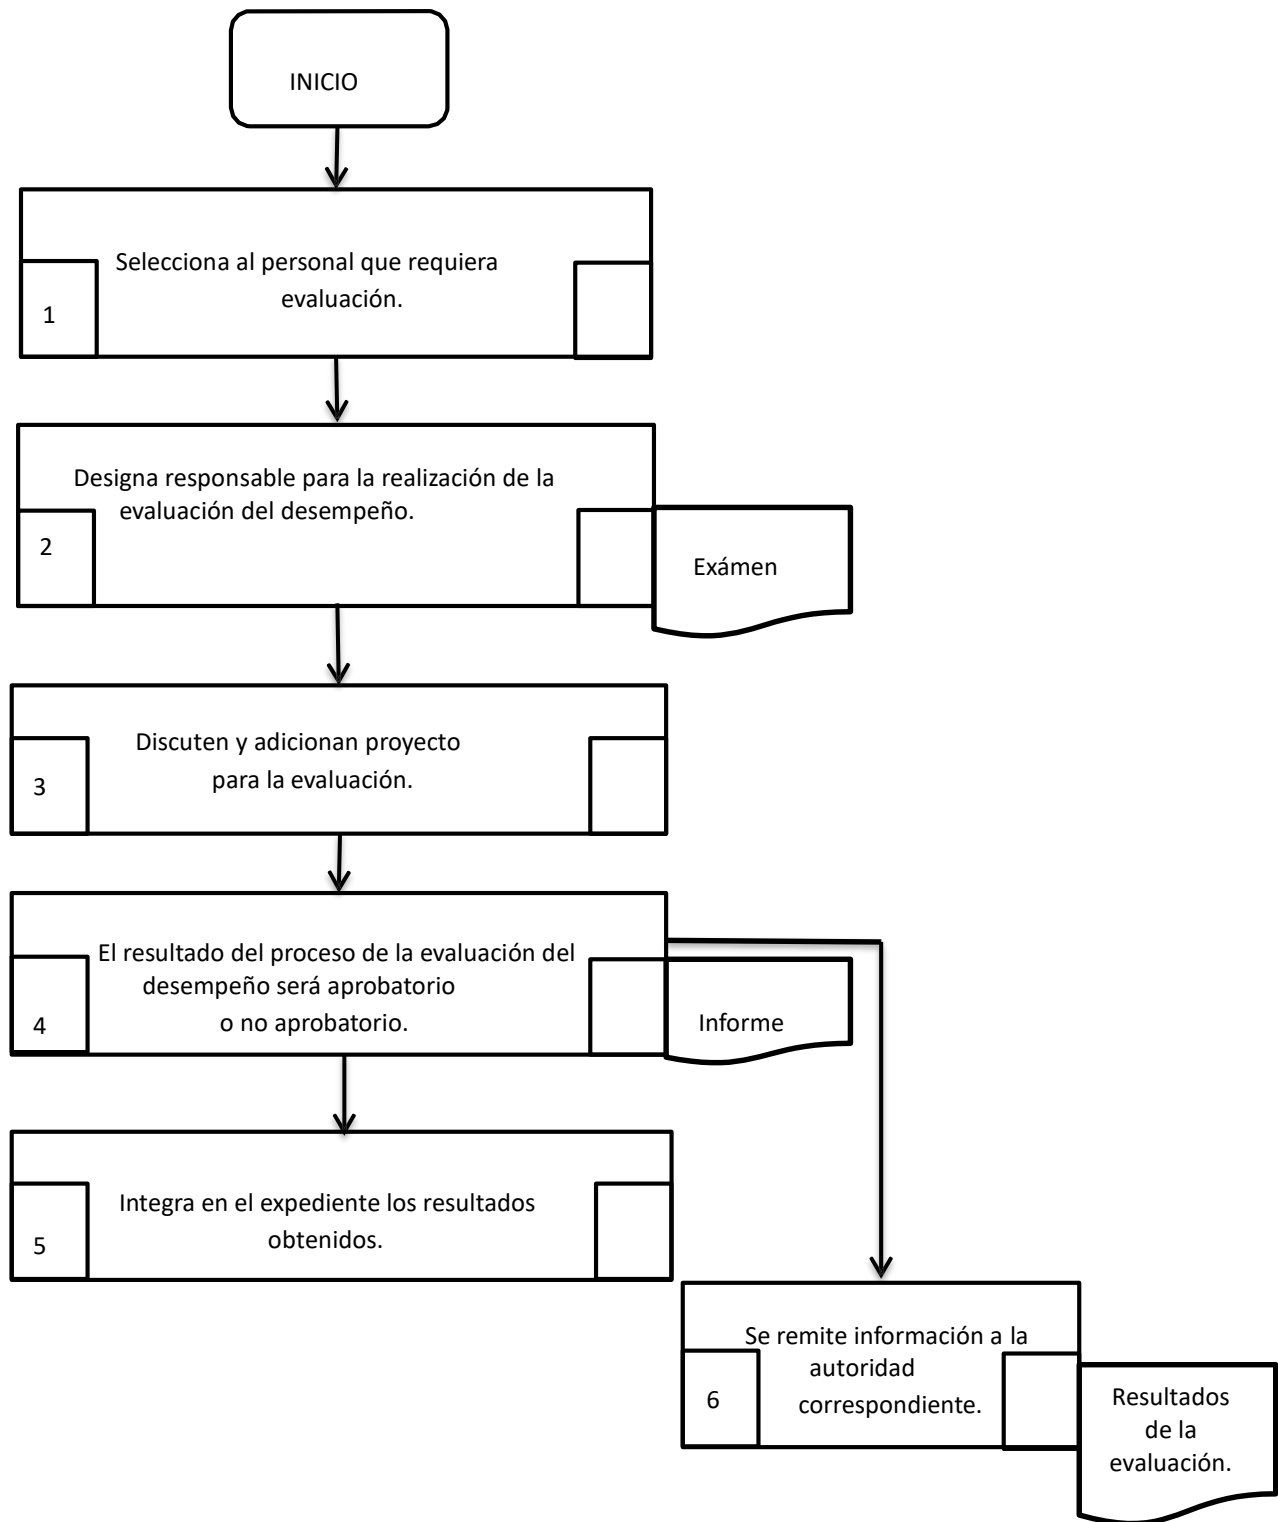 INICIO
Selecciona al personal que requiera
evaluación.
1
Designa responsable para la realización de la
evaluación del desempeño.
2
Exámen
Discuten y adicionan proyecto
para la evaluación.
3
El resultado del proceso de la evaluación del
desempeño será aprobatorio
o no aprobatorio.
4
Informe
Integra en el expediente los resultados
obtenidos.
5
Se remite información a la
autoridad
correspondiente.
6
Resultados
de la
evaluación.